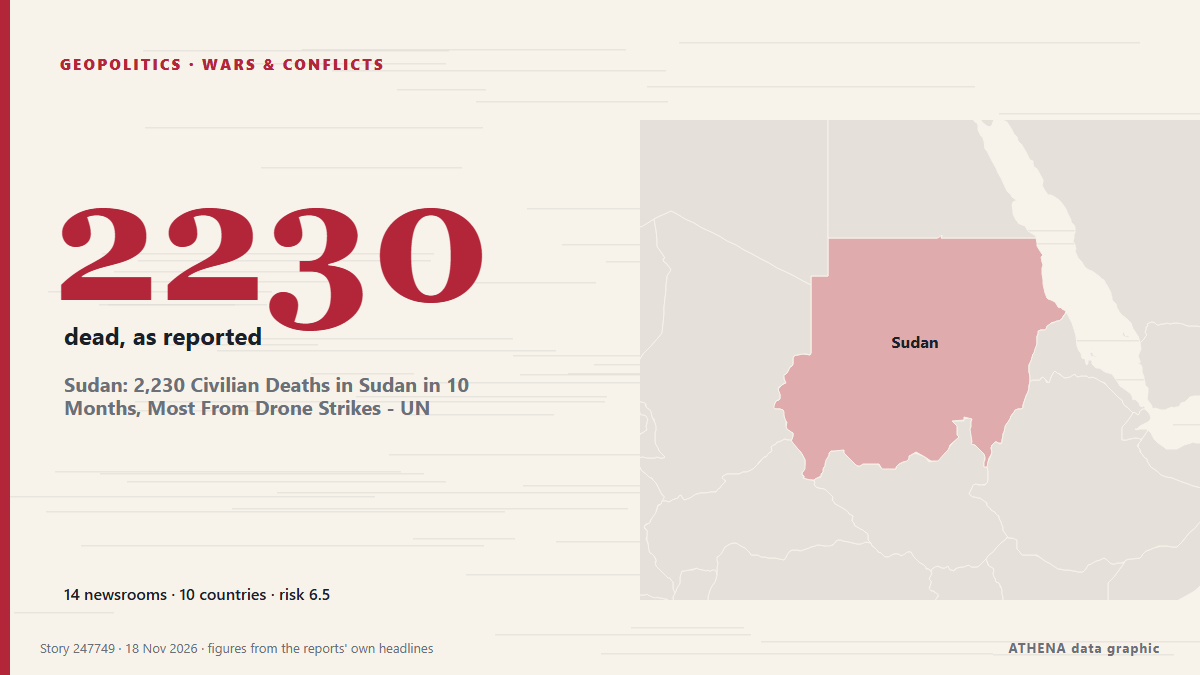 GEOPOLITICS · WARS & CONFLICTS
2230
dead, as reported
Sudan: 2,230 Civilian Deaths in Sudan in 10
Months, Most From Drone Strikes - UN
Sudan
14 newsrooms · 10 countries · risk 6.5
Story 247749 · 18 Nov 2026 · figures from the reports' own headlines
ATHENA data graphic